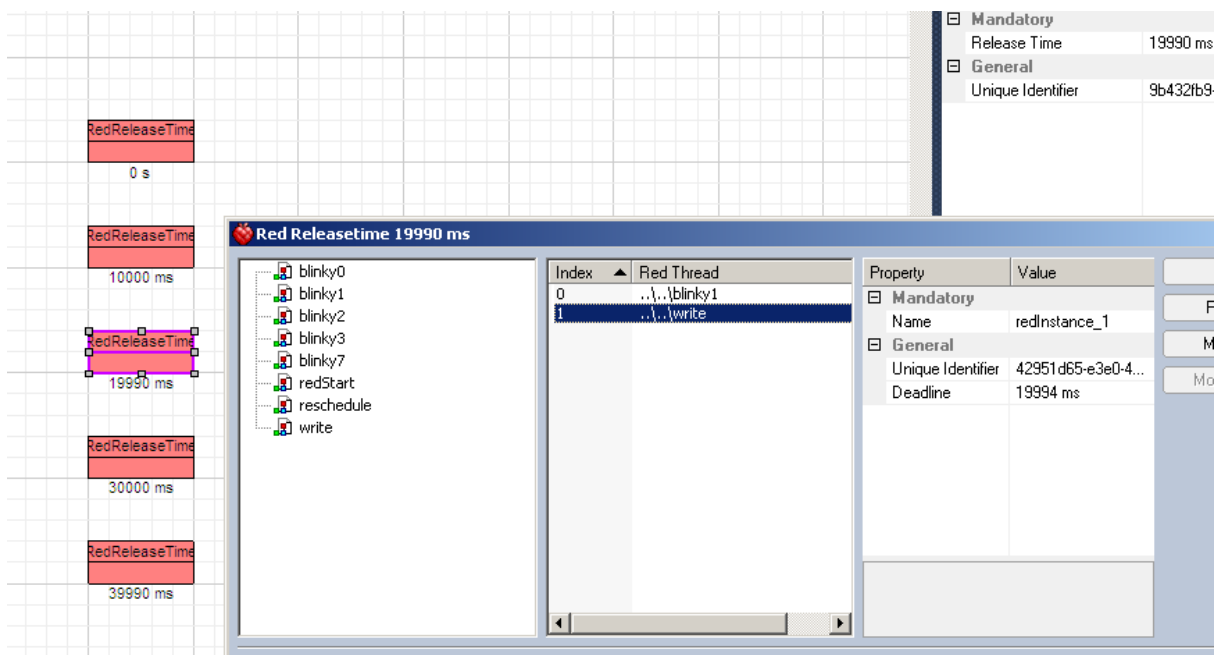 Mandatory
Release Time 19990 ms
General
Unique Identifier 9b432fb9-
RedReleaseTime
0 s
RedReleaseTime
10000 ms
RedReleaseTime
19990 ms
RedReleaseTime
30000 ms
RedReleaseTime
39990 ms
Red Releasetime 19990 ms
blinky0
blinky1
blinky2
blinky3
blinky7
redStart
reschedule
write
Index Red Thread
0 ..\..\blinky1
1 ..\..\write
Property Value
Mandatory
Name redInstance_1
General
Unique Identifier 42951d65-e3e0-4...
Deadline 19994 ms
F
M
Mo